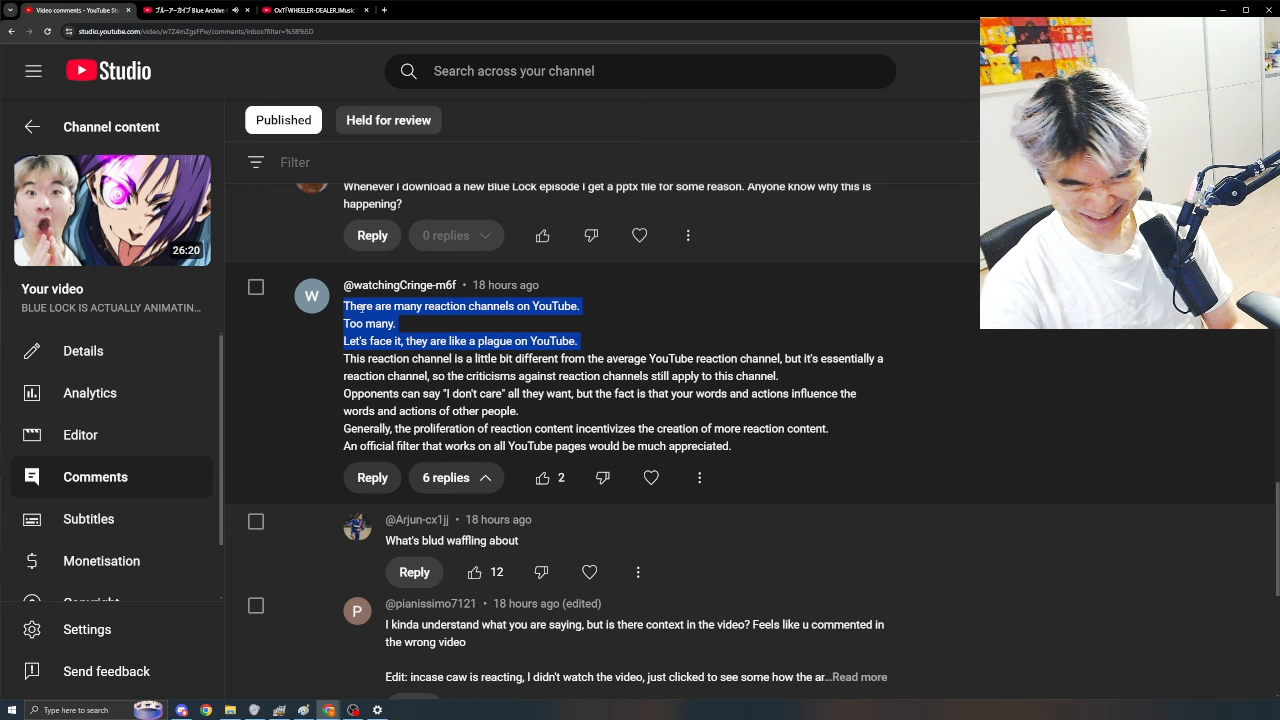 Video comments - YouTube Stu
ブルーアーカイブ Blue Archive
OxT「WHEELER-DEALER」Music
studio.youtube.com/video/w7Z4mZgsFPw/comments/inbox?filter=%5B%5D
Studio
Search across your channel
Channel content
26:20
Your video
BLUE LOCK IS ACTUALLY ANIMATIN...
Details
Analytics
Editor
Comments
Subtitles
Monetisation
Settings
Send feedback
Published
Held for review
Filter
Whenever I download a new Blue Lock episode I get a pptx file for some reason. Anyone know why this is
happening?
Reply
0 replies
W
@watchingCringe-m6f • 18 hours ago
There are many reaction channels on YouTube.
Too many.
Let's face it, they are like a plague on YouTube.
This reaction channel is a little bit different from the average YouTube reaction channel, but it's essentially a
reaction channel, so the criticisms against reaction channels still apply to this channel.
Opponents can say "I don't care" all they want, but the fact is that your words and actions influence the
words and actions of other people.
Generally, the proliferation of reaction content incentivizes the creation of more reaction content.
An official filter that works on all YouTube pages would be much appreciated.
Reply
6 replies
2
@Arjun-cx1jj • 18 hours ago
What's blud waffling about
Reply
12
P
@pianissimo7121 • 18 hours ago (edited)
I kinda understand what you are saying, but is there context in the video? Feels like u commented in
the wrong video
Edit: incase caw is reacting, I didn't watch the video, just clicked to see some how the ar...Read more
Type here to search